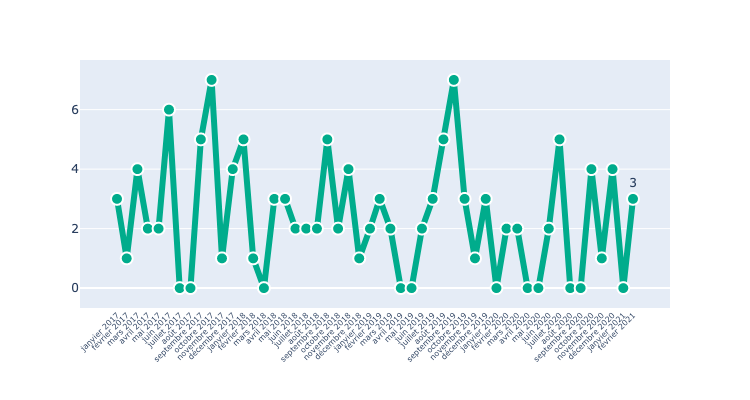 6
4
2
0
3
janvier 2017
février 2017
mars 2017
avril 2017
mai 2017
juin 2017
juillet 2017
août 2017
septembre 2017
octobre 2017
novembre 2017
décembre 2017
janvier 2018
février 2018
mars 2018
avril 2018
mai 2018
juin 2018
juillet 2018
août 2018
septembre 2018
octobre 2018
novembre 2018
décembre 2018
janvier 2019
février 2019
mars 2019
avril 2019
mai 2019
juin 2019
juillet 2019
août 2019
septembre 2019
octobre 2019
novembre 2019
décembre 2019
janvier 2020
février 2020
mars 2020
avril 2020
mai 2020
juin 2020
juillet 2020
août 2020
septembre 2020
octobre 2020
novembre 2020
décembre 2020
janvier 2021
février 2021